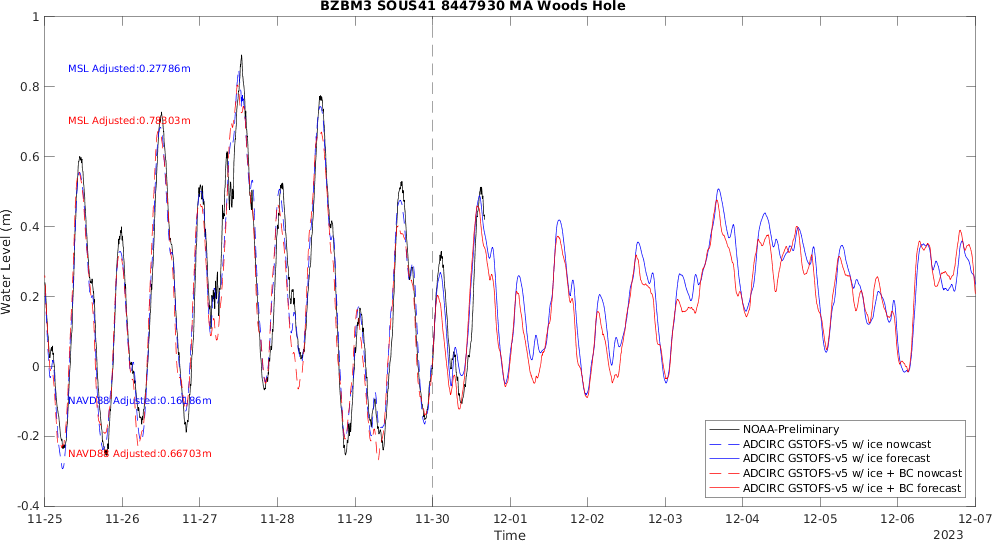 BZBM3 SOUS41 8447930 MA Woods Hole
1
0.8
0.6
0.4
0.2
0
-0.2
-0.4
Water Level (m)
MSL Adjusted:0.27786m
MSL Adjusted:0.78303m
NAVD88 Adjusted:0.16186m
NAVD88 Adjusted:0.66703m
NOAA-Preliminary
ADCIRC GSTOFS-v5 w/ ice nowcast
ADCIRC GSTOFS-v5 w/ ice forecast
ADCIRC GSTOFS-v5 w/ ice + BC nowcast
ADCIRC GSTOFS-v5 w/ ice + BC forecast
11-25 11-26 11-27 11-28 11-29 11-30 12-01 12-02 12-03 12-04 12-05 12-06 12-07
Time
2023